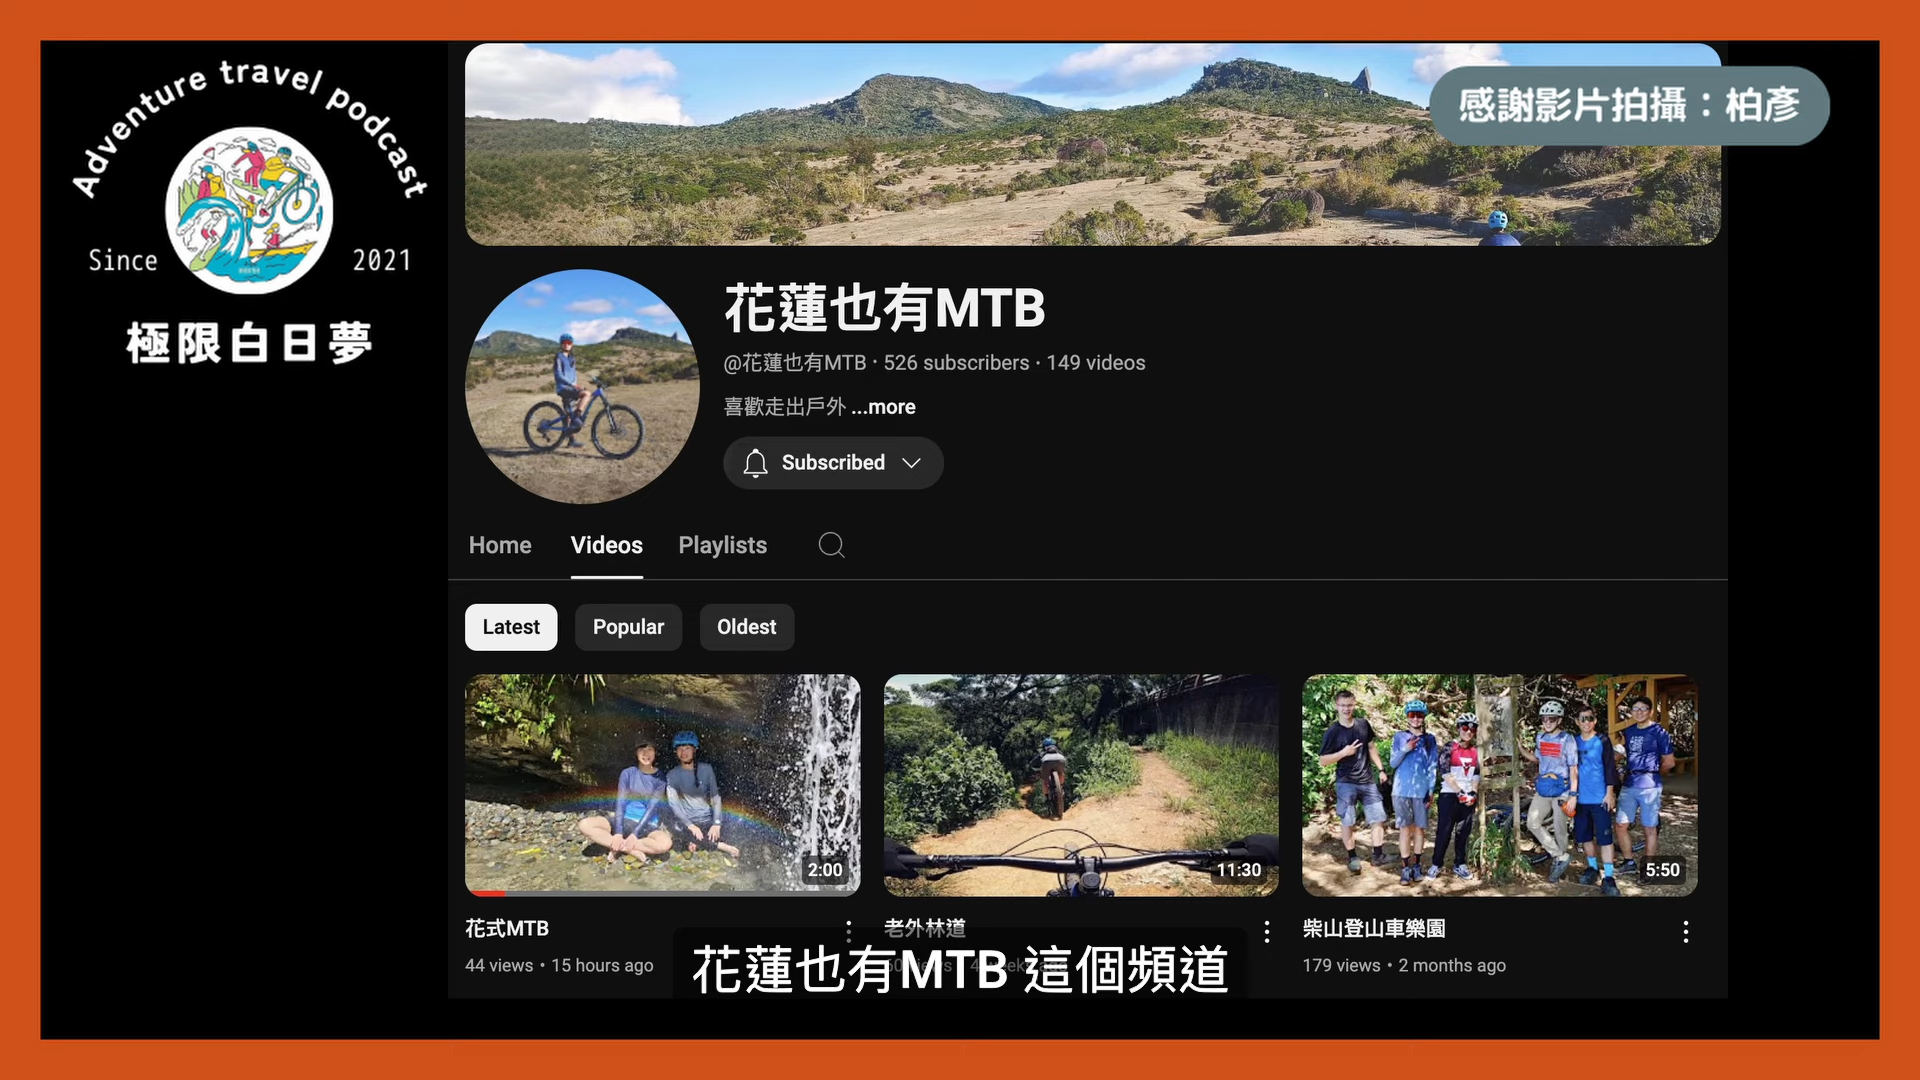 Adventure travel podcast
Since 2021
極限白日夢
感謝影片拍攝：柏彥
花蓮也有MTB
@花蓮也有MTB · 526 subscribers · 149 videos
喜歡走出戶外 ...more
Subscribed
Home Videos Playlists
Latest Popular Oldest
2:00
11:30
5:50
花式MTB
老外林道
柴山登山車樂園
44 views • 15 hours ago
179 views • 2 months ago
花蓮也有MTB 這個頻道